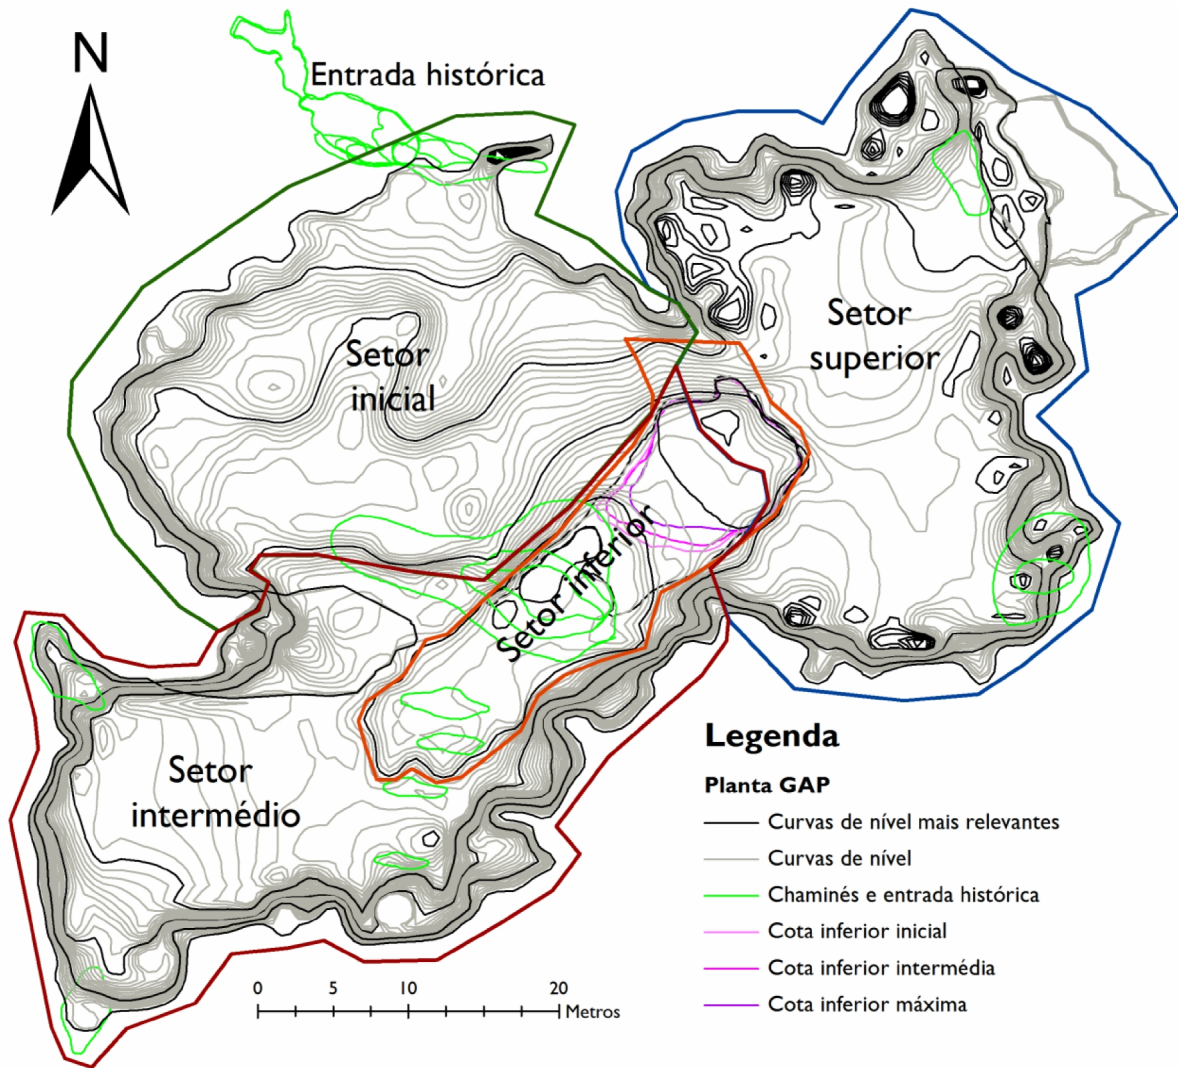 N
Entrada histórica
Setor
superior
Setor
inicial
Setor inferior
Setor
intermédio
Legenda
Planta GAP
Curvas de nível mais relevantes
Curvas de nível
Chaminés e entrada histórica
Cota inferior inicial
Cota inferior intermédia
Cota inferior máxima
0 5 10 20
Metros